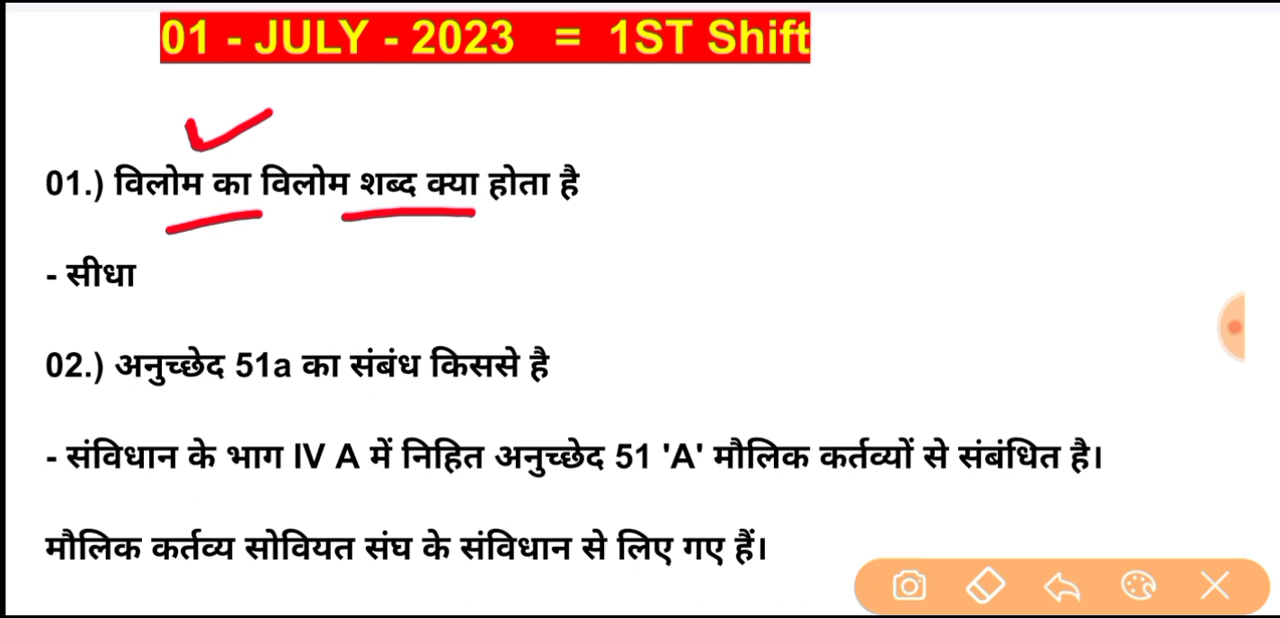 01 - JULY - 2023 = 1ST Shift
01.) विलोम का विलोम शब्द क्या होता है
- सीधा
02.) अनुच्छेद 51a का संबंध किससे है
- संविधान के भाग IV A में निहित अनुच्छेद 51 'A' मौलिक कर्तव्यों से संबंधित है।
मौलिक कर्तव्य सोवियत संघ के संविधान से लिए गए हैं।